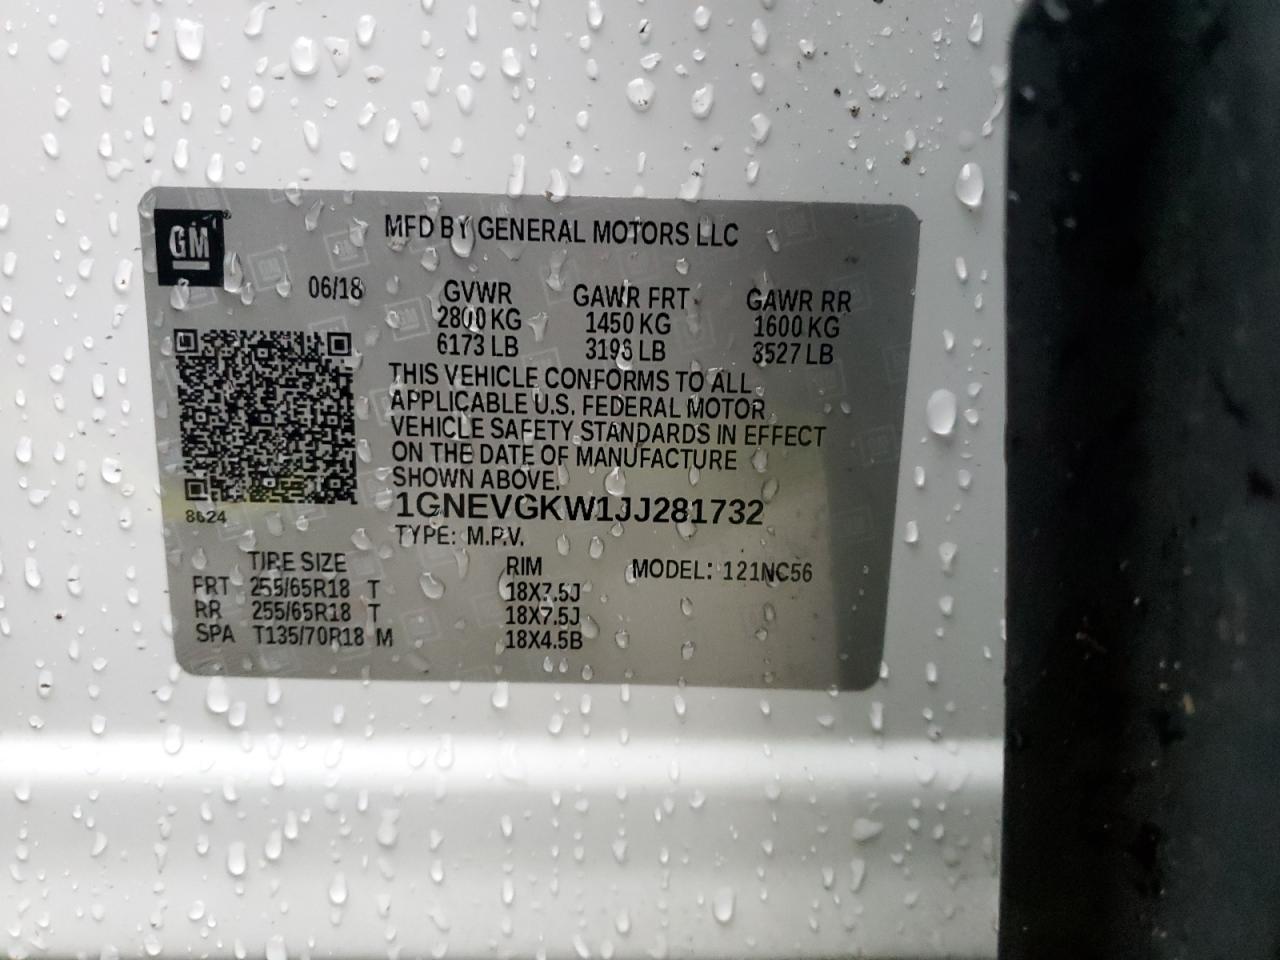 GM
MFD BY GENERAL MOTORS LLC
06/18 GVWR GAWR FRT GAWR RR
2800 KG 1450 KG 1600 KG
6173 LB 3196 LB 3527 LB
THIS VEHICLE CONFORMS TO ALL
APPLICABLE U.S. FEDERAL MOTOR
VEHICLE SAFETY STANDARDS IN EFFECT
ON THE DATE OF MANUFACTURE
SHOWN ABOVE.
8624
1GNEVGKW1JJ281732
TYPE: M.P.V.
TIRE SIZE RIM MODEL: 121NC56
FRT 255/65R18 T 18X7.5J
RR 255/65R18 T 18X7.5J
SPA T135/70R18 M 18X4.5B